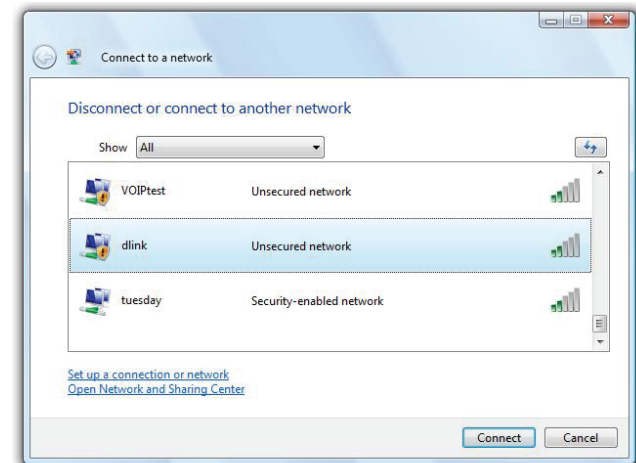 Connect to a network
Disconnect or connect to another network
Show All
VOIPtest Unsecured network
dlink Unsecured network
tuesday Security-enabled network
Set up a connection or network
Open Network and Sharing Center
Connect Cancel